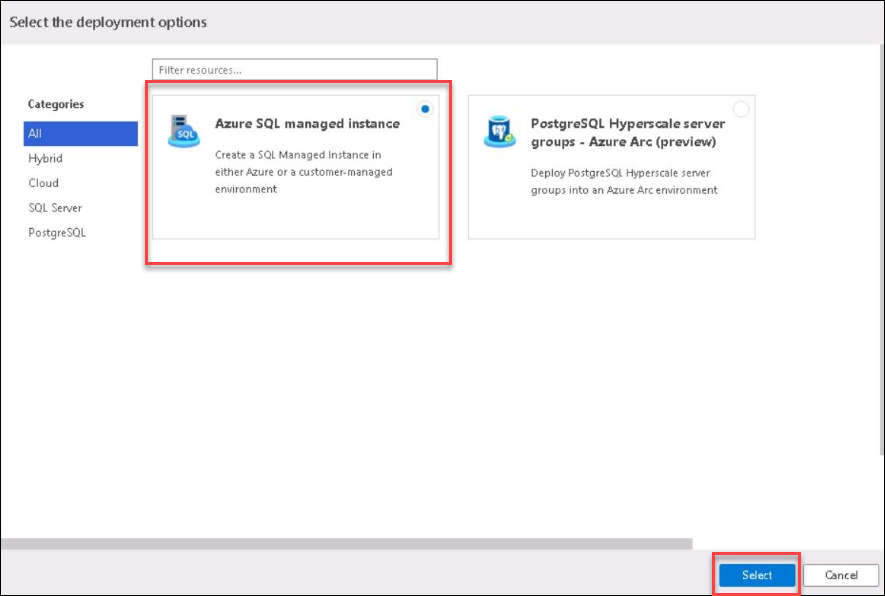 Select the deployment options
Filter resources...
Categories
All
Hybrid
Cloud
SQL Server
PostgreSQL
SQL
Azure SQL managed instance
Create a SQL Managed Instance in
either Azure or a customer-managed
environment
PostgreSQL Hyperscale server
groups - Azure Arc (preview)
Deploy PostgreSQL Hyperscale server
groups into an Azure Arc environment
Select
Cancel